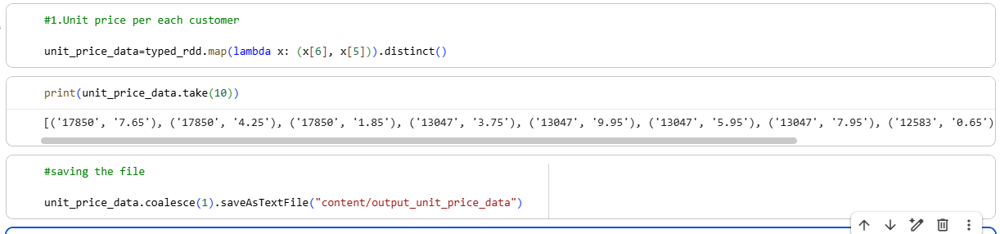 #1.Unit price per each customer
unit_price_data=typed_rdd.map(lambda x: (x[6], x[5])).distinct()
print(unit_price_data.take(10))
[('17850', '7.65'), ('17850', '4.25'), ('17850', '1.85'), ('13047', '3.75'), ('13047', '9.95'), ('13047', '5.95'), ('13047', '7.95'), ('12583', '0.65')
#saving the file
unit_price_data.coalesce(1).saveAsTextFile("content/output_unit_price_data")